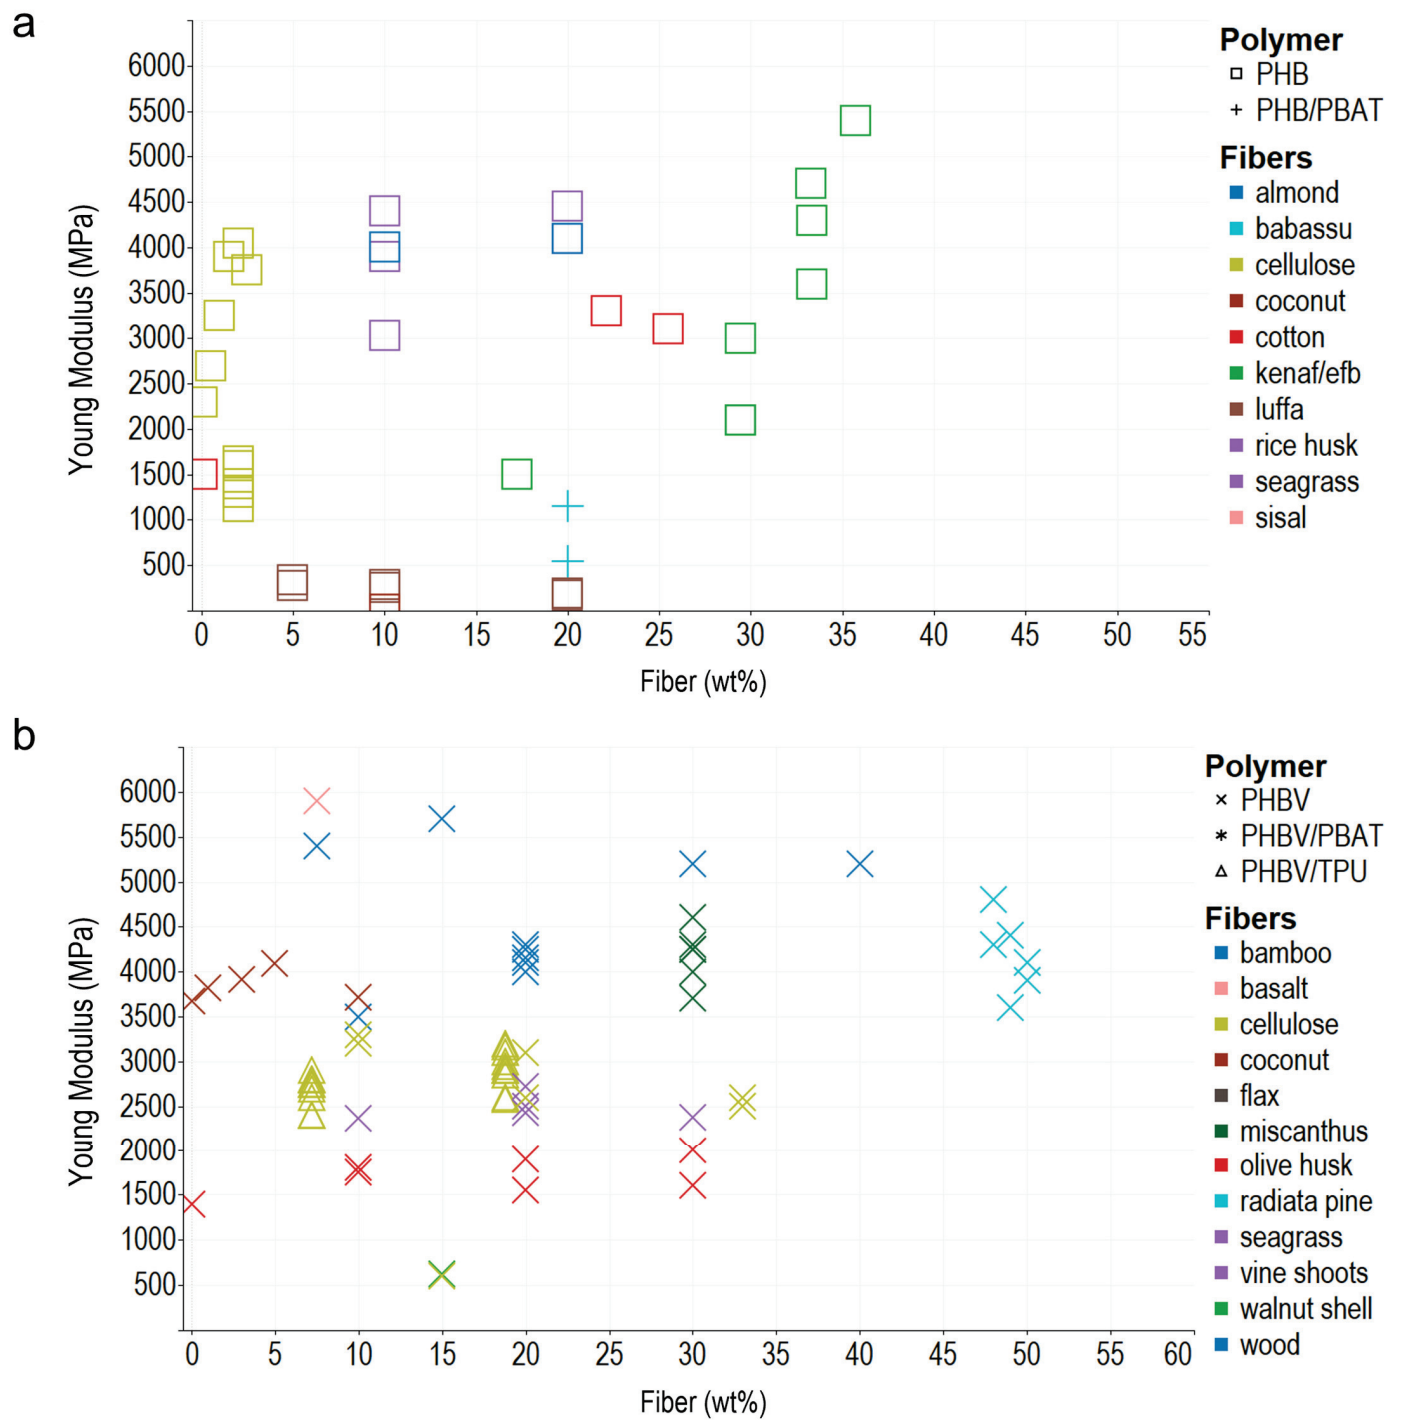 a
Polymer
PHB
PHB/PBAT
Fibers
almond
babassu
cellulose
coconut
cotton
kenaf/efb
luffa
rice husk
seagrass
sisal
Young Modulus (MPa)
6000
5500
5000
4500
4000
3500
3000
2500
2000
1500
1000
500
0 5 10 15 20 25 30 35 40 45 50 55
Fiber (wt%)
b
Polymer
PHBV
PHBV/PBAT
PHBV/TPU
Fibers
bamboo
basalt
cellulose
coconut
flax
miscanthus
olive husk
radiata pine
seagrass
vine shoots
walnut shell
wood
Young Modulus (MPa)
6000
5500
5000
4500
4000
3500
3000
2500
2000
1500
1000
500
0 5 10 15 20 25 30 35 40 45 50 55 60
Fiber (wt%)